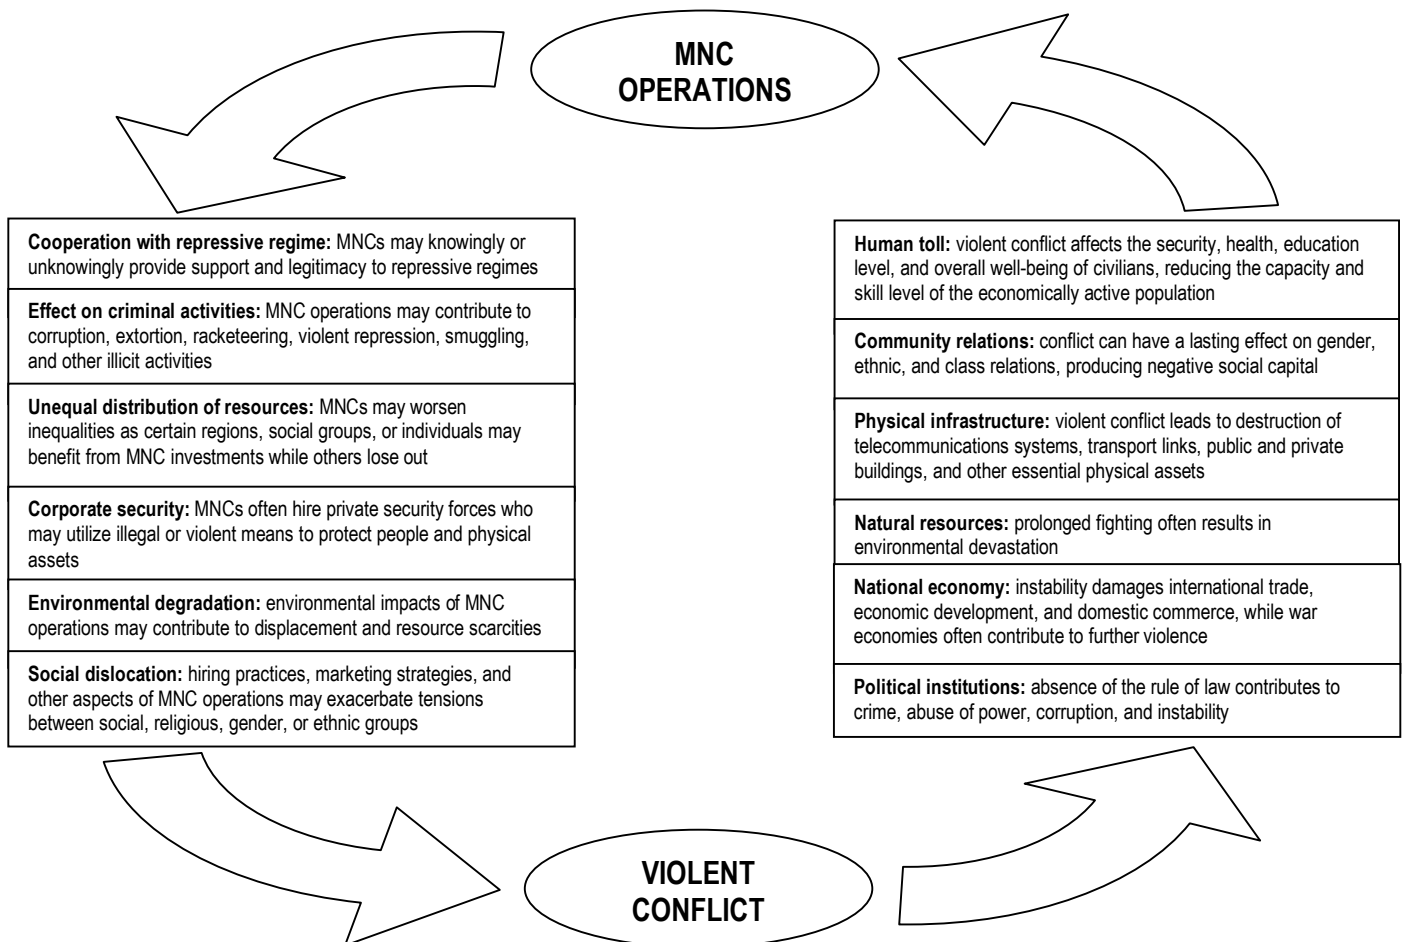 MNC
OPERATIONS
Cooperation with repressive regime: MNCs may knowingly or
unknowingly provide support and legitimacy to repressive regimes
Effect on criminal activities: MNC operations may contribute to
corruption, extortion, racketeering, violent repression, smuggling,
and other illicit activities
Unequal distribution of resources: MNCs may worsen
inequalities as certain regions, social groups, or individuals may
benefit from MNC investments while others lose out
Corporate security: MNCs often hire private security forces who
may utilize illegal or violent means to protect people and physical
assets
Environmental degradation: environmental impacts of MNC
operations may contribute to displacement and resource scarcities
Social dislocation: hiring practices, marketing strategies, and
other aspects of MNC operations may exacerbate tensions
between social, religious, gender, or ethnic groups
Human toll: violent conflict affects the security, health, education
level, and overall well-being of civilians, reducing the capacity and
skill level of the economically active population
Community relations: conflict can have a lasting effect on gender,
ethnic, and class relations, producing negative social capital
Physical infrastructure: violent conflict leads to destruction of
telecommunications systems, transport links, public and private
buildings, and other essential physical assets
Natural resources: prolonged fighting often results in
environmental devastation
National economy: instability damages international trade,
economic development, and domestic commerce, while war
economies often contribute to further violence
Political institutions: absence of the rule of law contributes to
crime, abuse of power, corruption, and instability
VIOLENT
CONFLICT